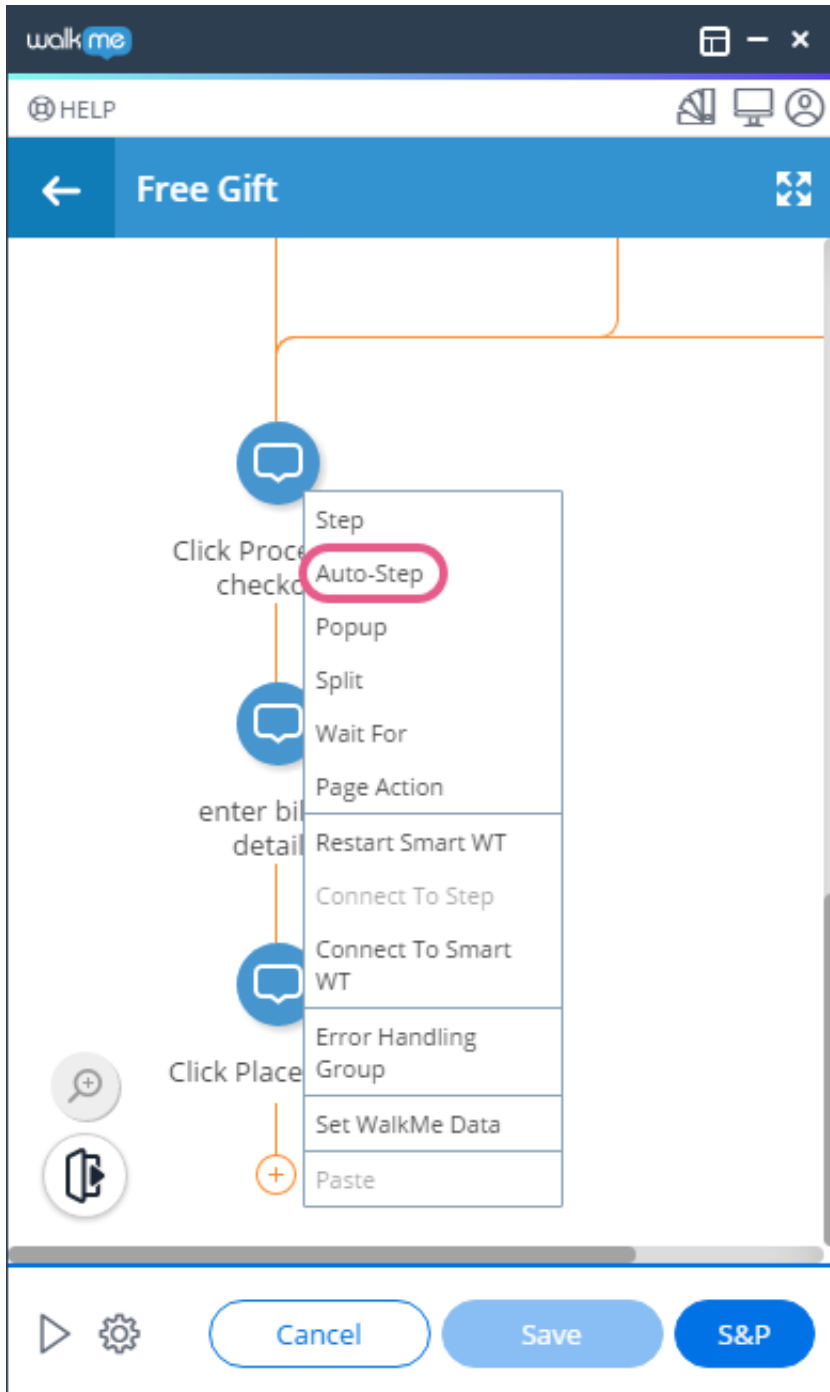 walkme
HELP
Free Gift
Click Proce
checko
Step
Auto-Step
Popup
Split
Wait For
Page Action
enter bil
detail
Restart Smart WT
Connect To Step
Connect To Smart
WT
Error Handling
Group
Click Place
Set WalkMe Data
Paste
Cancel
Save
S&P